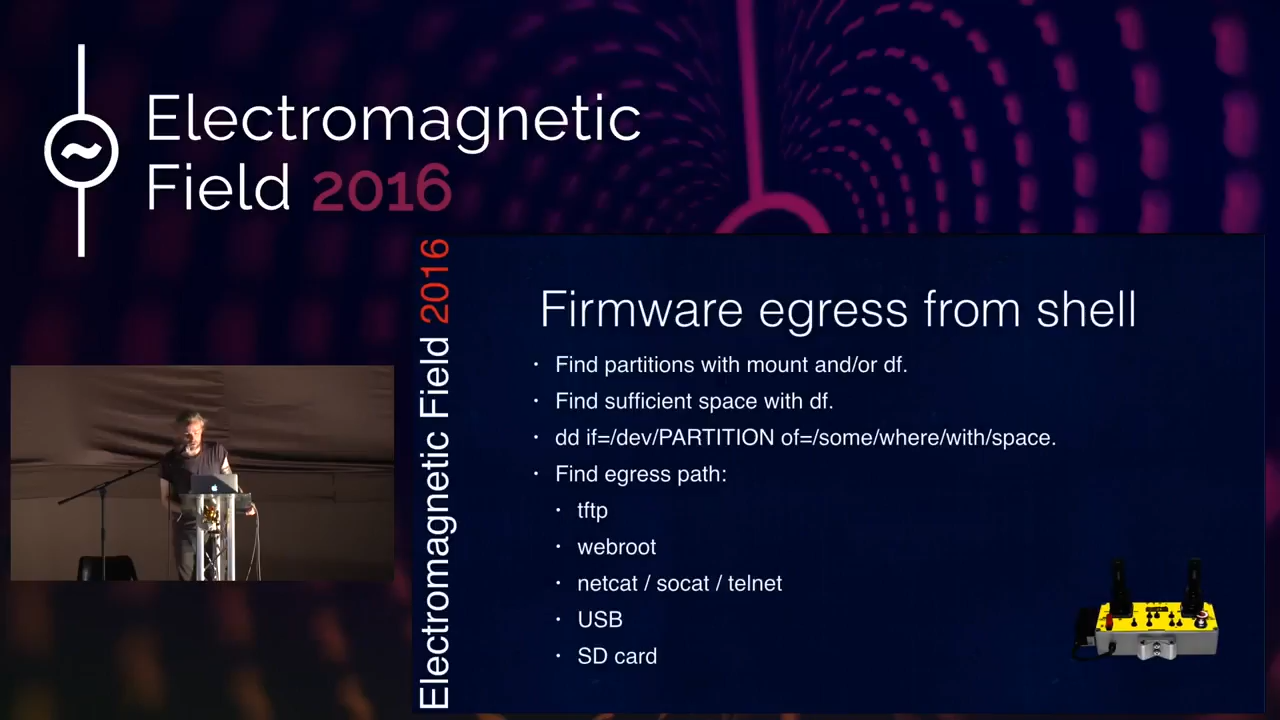 Electromagnetic
Field 2016
Electromagnetic Field 2016
Firmware egress from shell
· Find partitions with mount and/or df.
· Find sufficient space with df.
· dd if=/dev/PARTITION of=/some/where/with/space.
· Find egress path:
· tftp
· webroot
· netcat / socat / telnet
· USB
· SD card